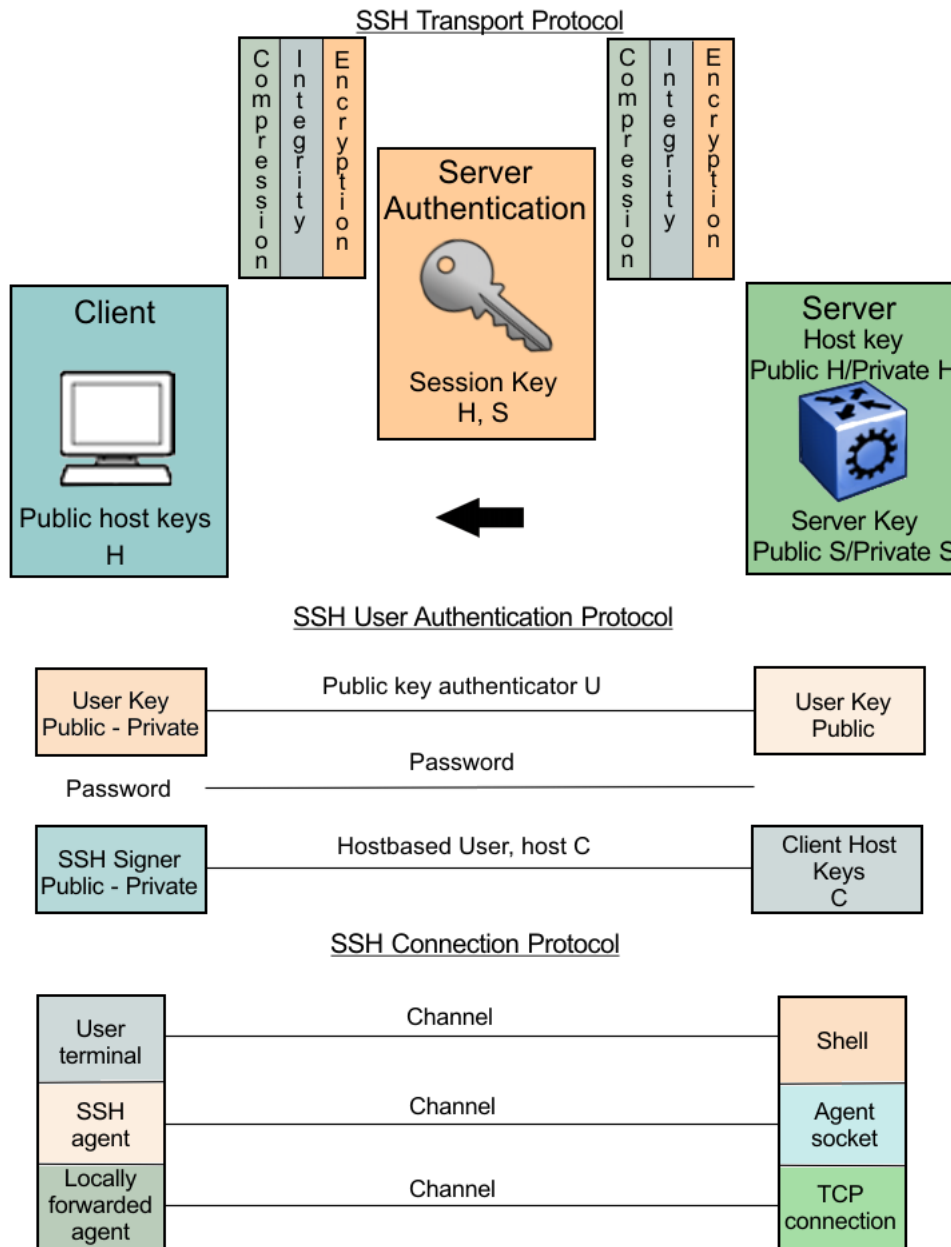 SSH Transport Protocol
Compression
Integrity
Encryption
Compression
Integrity
Encryption
Server
Authentication
Session Key
H, S
Client
Public host keys
H
Server
Host key
Public H/Private H
Server Key
Public S/Private S
SSH User Authentication Protocol
User Key
Public - Private
Public key authenticator U
User Key
Public
Password
Password
SSH Signer
Public - Private
Hostbased User, host C
Client Host
Keys
C
SSH Connection Protocol
User
terminal
Channel
Shell
SSH
agent
Channel
Agent
socket
Locally
forwarded
agent
Channel
TCP
connection